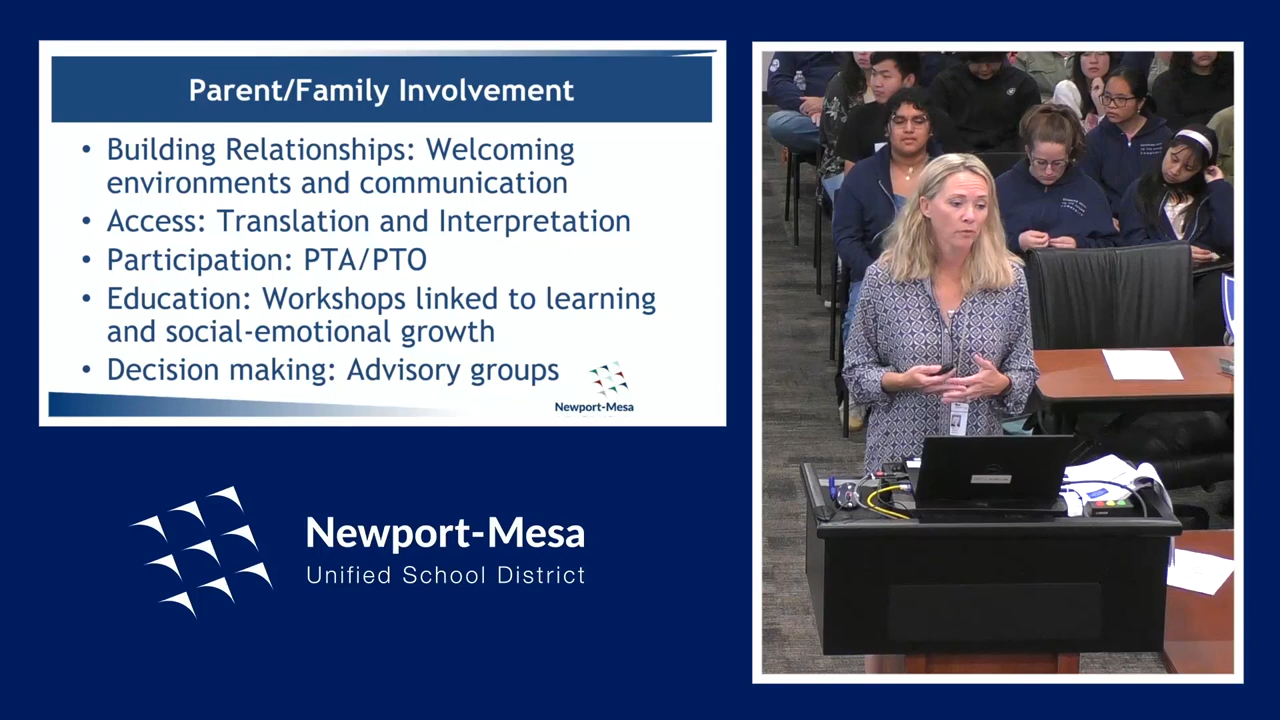 Parent/Family Involvement
• Building Relationships: Welcoming
environments and communication
• Access: Translation and Interpretation
• Participation: PTA/PTO
• Education: Workshops linked to learning
and social-emotional growth
• Decision making: Advisory groups
Newport-Mesa
Newport-Mesa
Unified School District